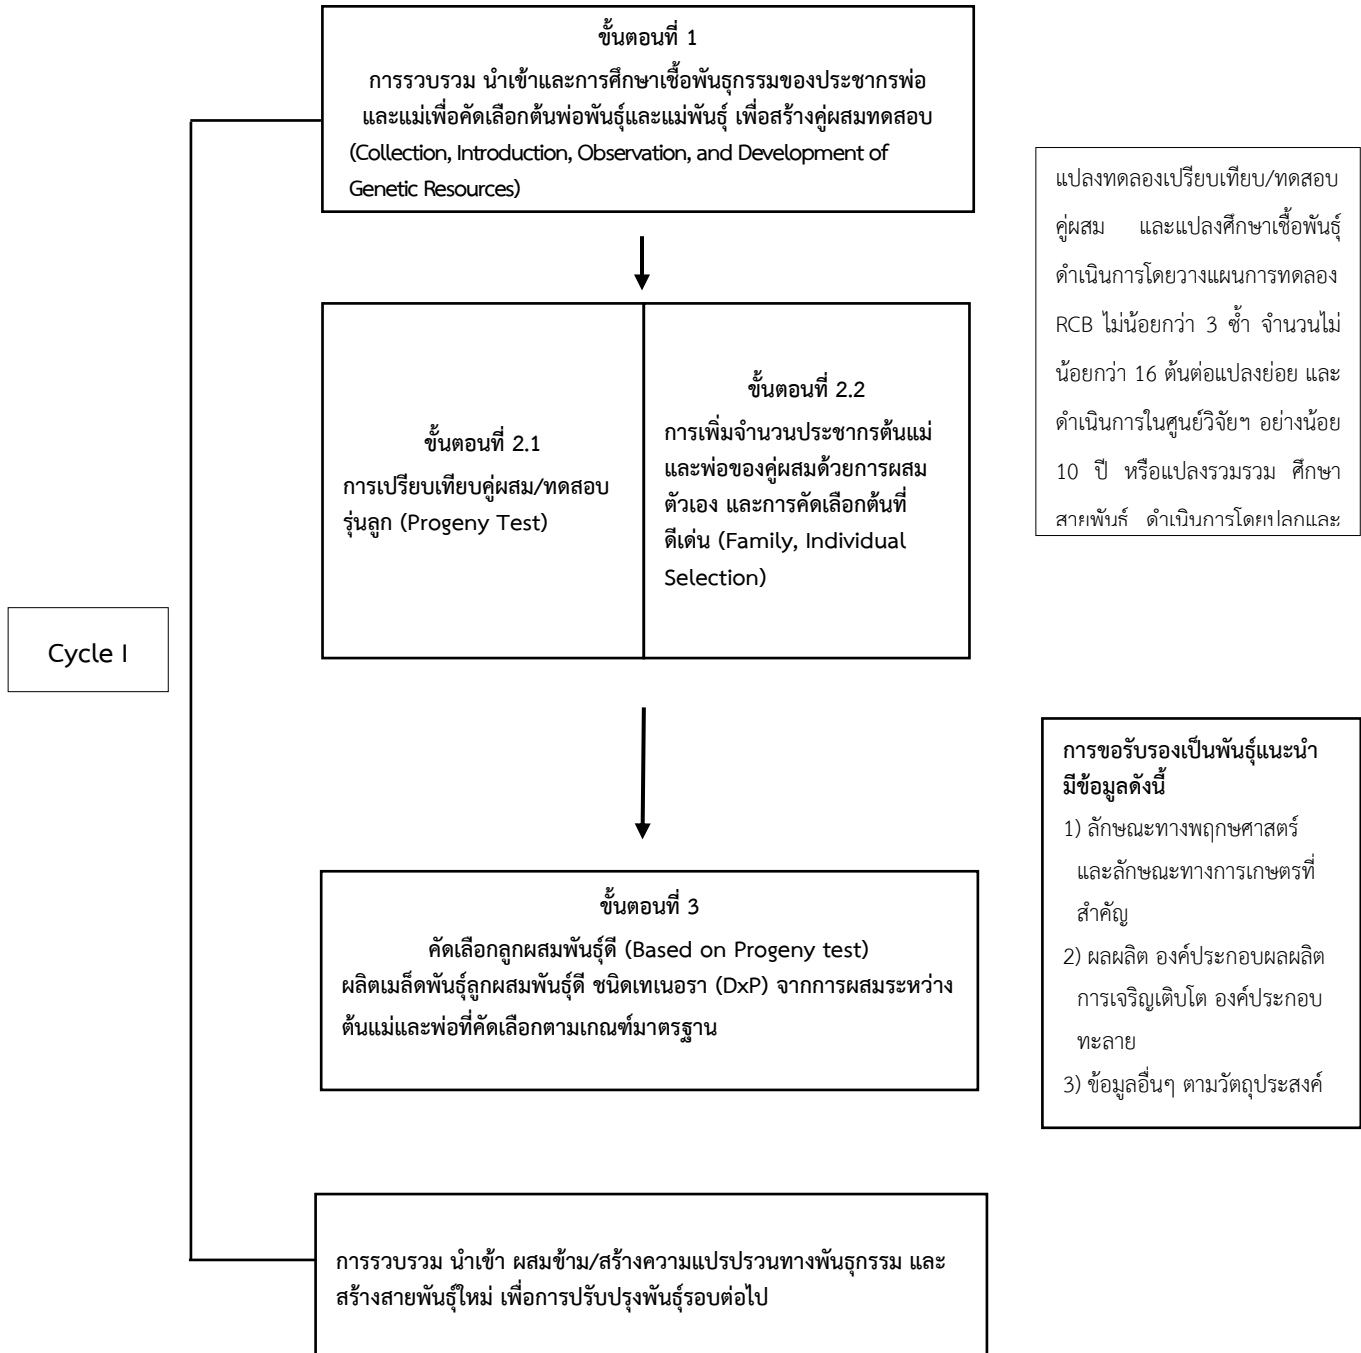 ขั้นตอนที่ 1
การรวบรวม นำเข้าและการศึกษาเชื้อพันธุกรรมของประชากรพ่อ
และแม่เพื่อคัดเลือกต้นพ่อพันธุ์และแม่พันธุ์ เพื่อสร้างคู่ผสมทดสอบ
(Collection, Introduction, Observation, and Development of
Genetic Resources)
แปลงทดลองเปรียบเทียบ/ทดสอบ
คู่ผสม และแปลงศึกษาเชื้อพันธุ์
ดำเนินการโดยวางแผนการทดลอง
RCB ไม่น้อยกว่า 3 ซ้ำ จำนวนไม่
น้อยกว่า 16 ต้นต่อแปลงย่อย และ
ดำเนินการในศูนย์วิจัยฯ อย่างน้อย
10 ปี หรือแปลงรวมรวม ศึกษา
สายพันธุ์ ดำเนินการโดยปลูกและ
ขั้นตอนที่ 2.1
การเปรียบเทียบคู่ผสม/ทดสอบ
รุ่นลูก (Progeny Test)
ขั้นตอนที่ 2.2
การเพิ่มจำนวนประชากรต้นแม่
และพ่อของคู่ผสมด้วยการผสม
ตัวเอง และการคัดเลือกต้นที่
ดีเด่น (Family, Individual
Selection)
Cycle I
ขั้นตอนที่ 3
คัดเลือกลูกผสมพันธุ์ดี (Based on Progeny test)
ผลิตเมล็ดพันธุ์ลูกผสมพันธุ์ดี ชนิดเทเนอรา (DxP) จากการผสมระหว่าง
ต้นแม่และพ่อที่คัดเลือกตามเกณฑ์มาตรฐาน
การขอรับรองเป็นพันธุ์แนะนำ
มีข้อมูลดังนี้
1) ลักษณะทางพฤกษศาสตร์
และลักษณะทางการเกษตรที่
สำคัญ
2) ผลผลิต องค์ประกอบผลผลิต
การเจริญเติบโต องค์ประกอบ
ทะลาย
3) ข้อมูลอื่นๆ ตามวัตถุประสงค์
การรวบรวม นำเข้า ผสมข้าม/สร้างความแปรปรวนทางพันธุกรรม และ
สร้างสายพันธุ์ใหม่ เพื่อการปรับปรุงพันธุ์รอบต่อไป